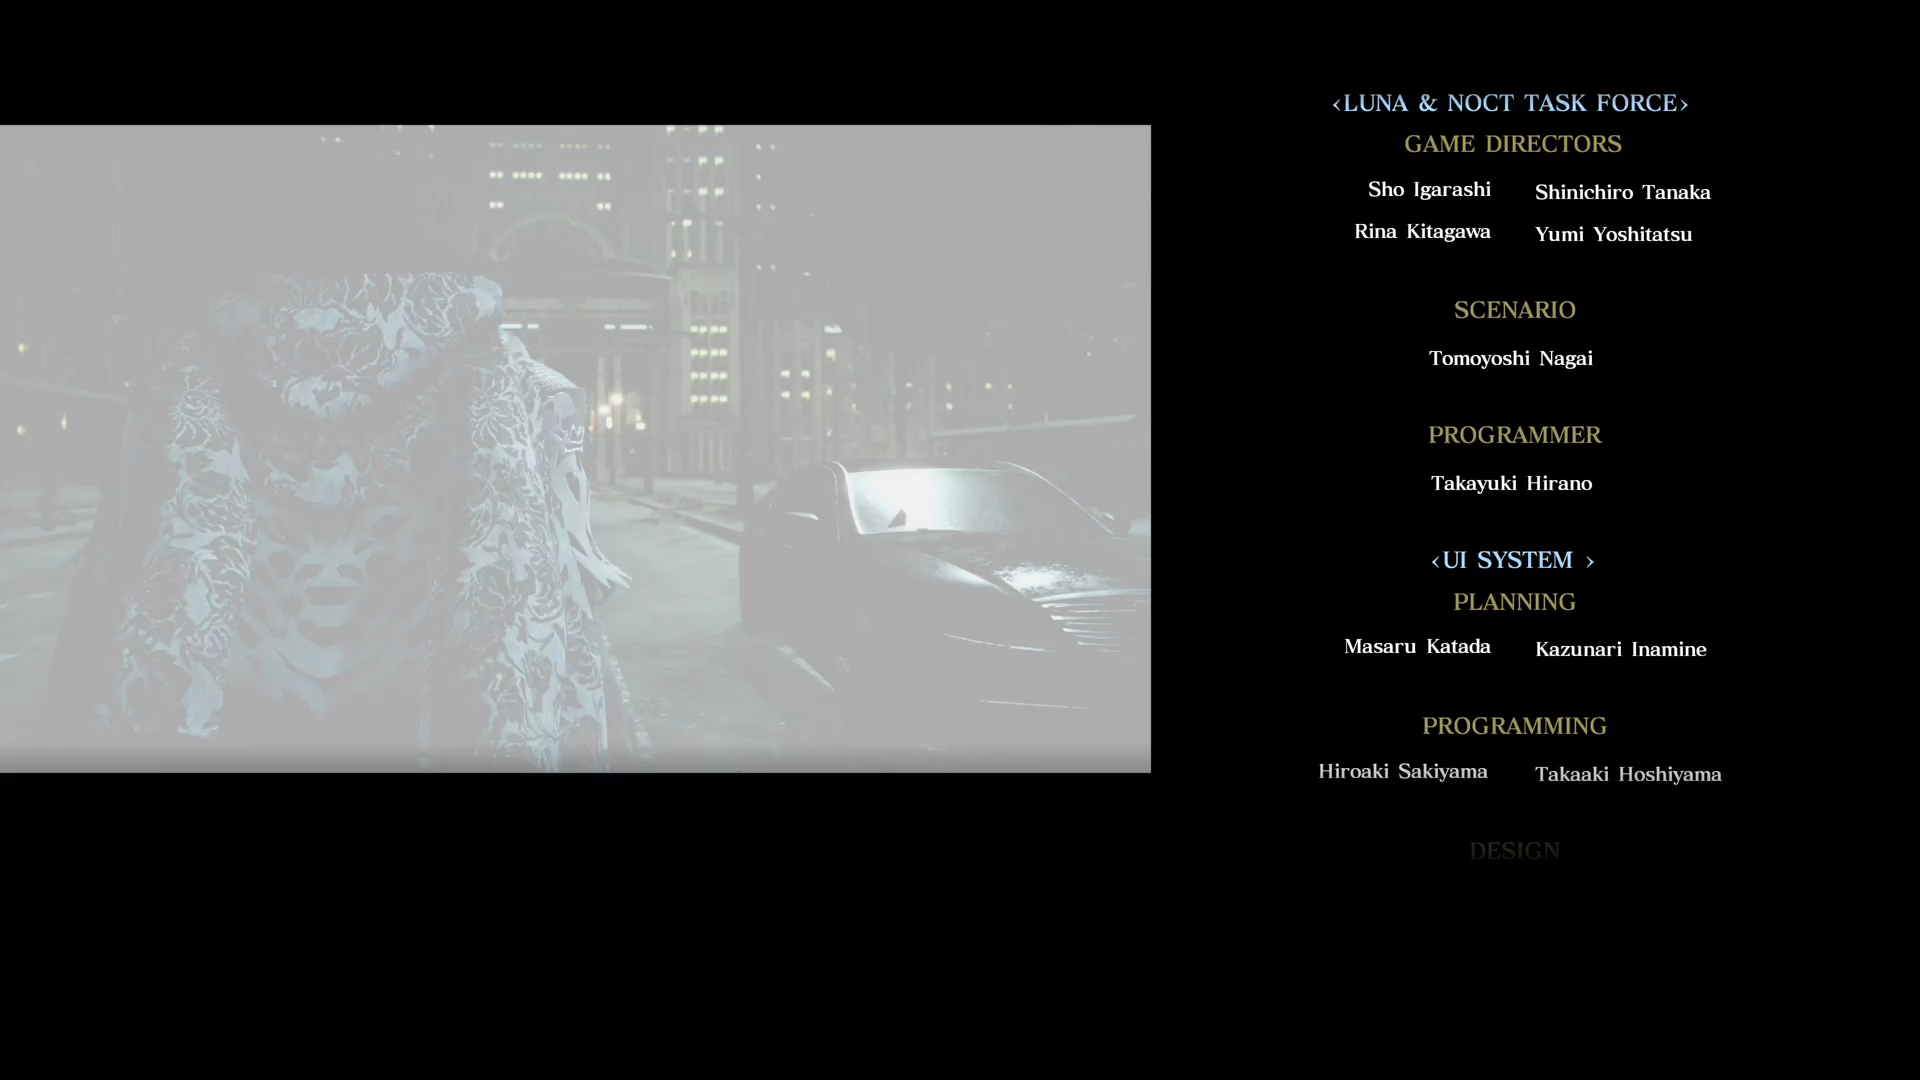 ‹LUNA & NOCT TASK FORCE›
GAME DIRECTORS
Sho Igarashi Shinichiro Tanaka
Rina Kitagawa Yumi Yoshitatsu
SCENARIO
Tomoyoshi Nagai
PROGRAMMER
Takayuki Hirano
‹UI SYSTEM ›
PLANNING
Masaru Katada Kazunari Inamine
PROGRAMMING
Hiroaki Sakiyama Takaaki Hoshiyama
DESIGN